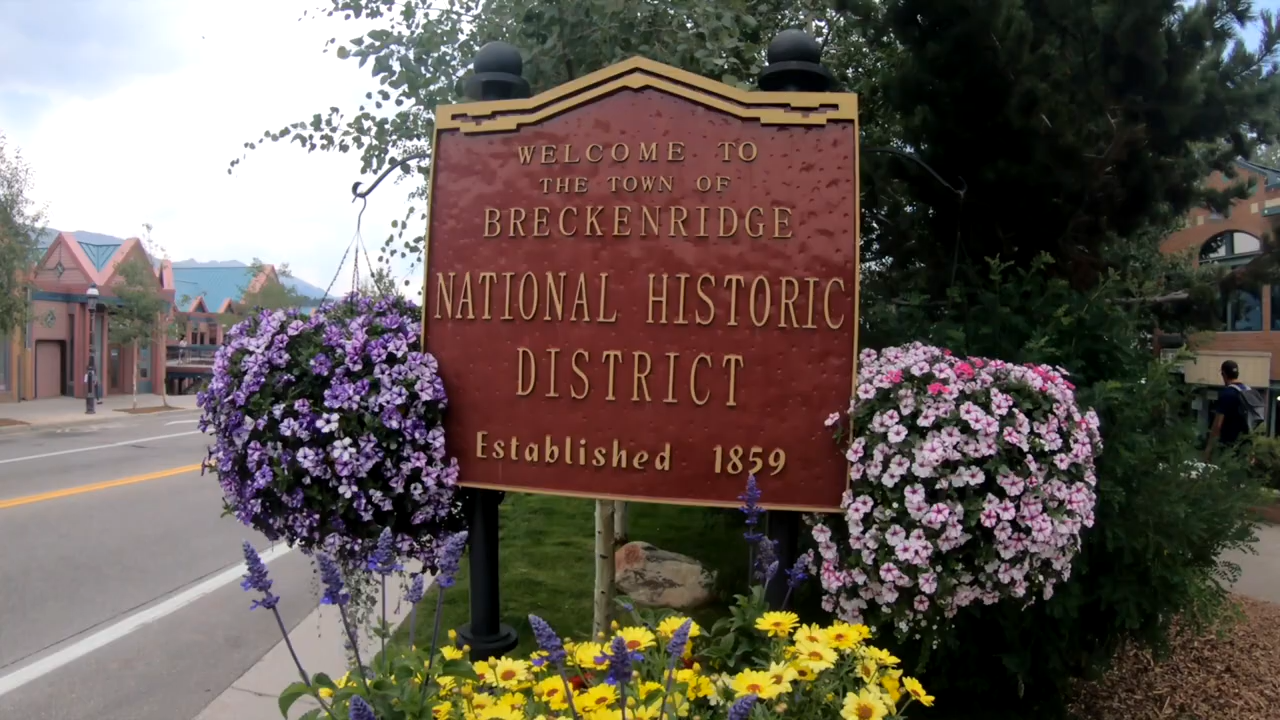 WELCOME TO
THE TOWN OF
BRECKENRIDGE
NATIONAL HISTORIC
DISTRICT
Established 1859